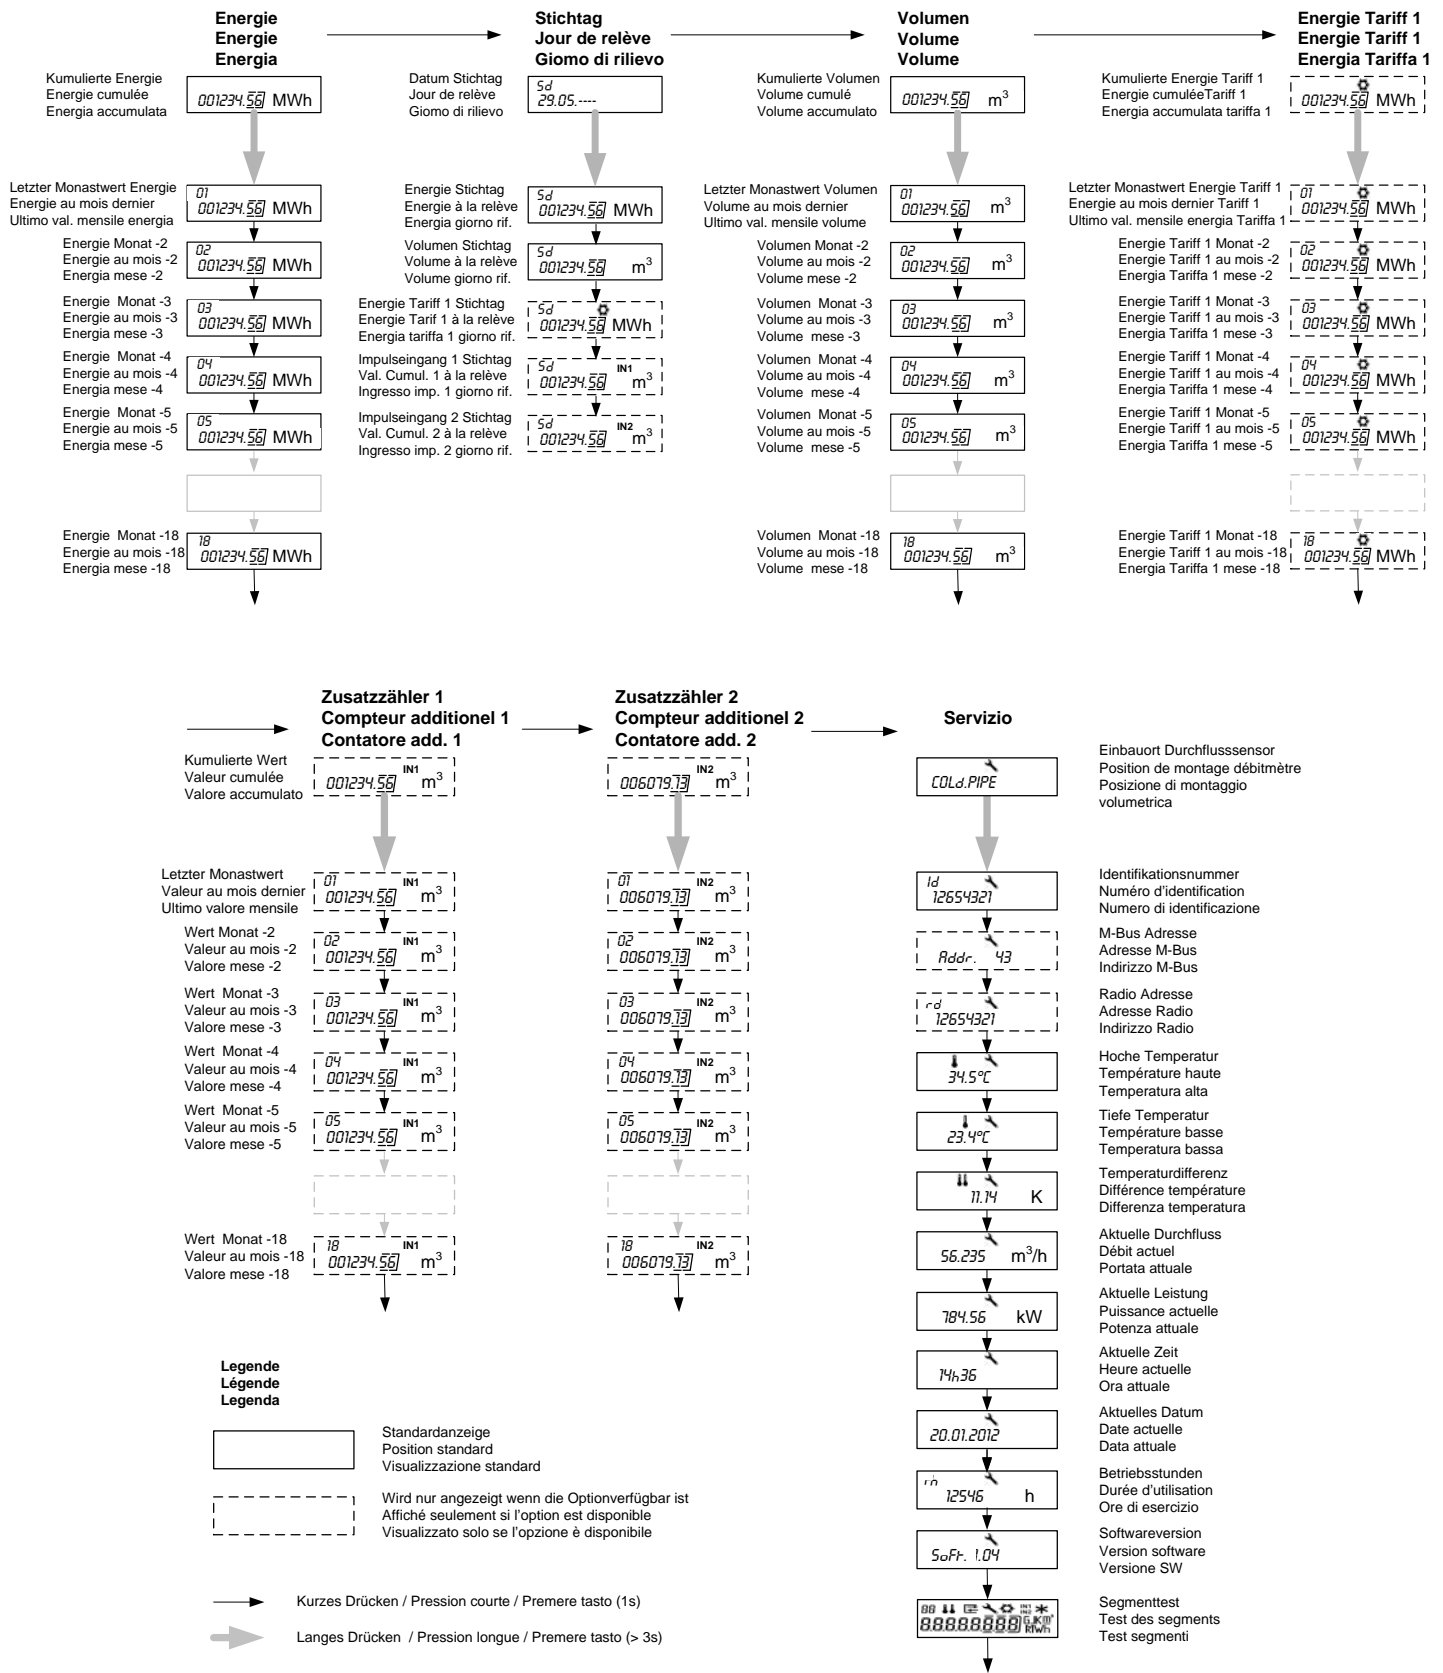 Energie
Energie
Energia
Kumulierte Energie
Energie cumulée
Energia accumulata
001234.56 MWh
Letzter Monastwert Energie
Energie au mois dernier
Ultimo val. mensile energia
01
001234.56 MWh
Energie Monat -2
Energie au mois -2
Energia mese -2
02
001234.56 MWh
Energie Monat -3
Energie au mois -3
Energia mese -3
03
001234.56 MWh
Energie Monat -4
Energie au mois -4
Energia mese -4
04
001234.56 MWh
Energie Monat -5
Energie au mois -5
Energia mese -5
05
001234.56 MWh
Energie Monat -18
Energie au mois -18
Energia mese -18
18
001234.56 MWh
Stichtag
Jour de relève
Giomo di rilievo
Datum Stichtag
Jour de relève
Giomo di rilievo
Sd
29.05.----
Energie Stichtag
Energie à la relève
Energia giorno rif.
Sd
001234.56 MWh
Volumen Stichtag
Volume à la relève
Volume giorno rif.
Sd
001234.56 m³
Energie Tariff 1 Stichtag
Energie Tarif 1 à la relève
Energia tariffa 1 giorno rif.
Sd
001234.56 MWh
Impulseingang 1 Stichtag
Val. Cumul. 1 à la relève
Ingresso imp. 1 giorno rif.
Sd IN1
001234.56 m³
Impulseingang 2 Stichtag
Val. Cumul. 2 à la relève
Ingresso imp. 2 giorno rif.
Sd IN2
001234.56 m³
Volumen
Volume
Volume
Kumulierte Volumen
Volume cumulé
Volume accumulato
001234.56 m³
Letzter Monastwert Volumen
Volume au mois dernier
Ultimo val. mensile volume
01
001234.56 m³
Volumen Monat -2
Volume au mois -2
Volume mese -2
02
001234.56 m³
Volumen Monat -3
Volume au mois -3
Volume mese -3
03
001234.56 m³
Volumen Monat -4
Volume au mois -4
Volume mese -4
04
001234.56 m³
Volumen Monat -5
Volume au mois -5
Volume mese -5
05
001234.56 m³
Volumen Monat -18
Volume au mois -18
Volume mese -18
18
001234.56 m³
Energie Tariff 1
Energie Tariff 1
Energia Tariffa 1
Kumulierte Energie Tariff 1
Energie cumuléeTariff 1
Energia accumulata tariffa 1
001234.56 MWh
Letzter Monastwert Energie Tariff 1
Energie au mois dernier Tariff 1
Ultimo val. mensile energia Tariffa 1
01
001234.56 MWh
Energie Tariff 1 Monat -2
Energie Tariff 1 au mois -2
Energia Tariffa 1 mese -2
02
001234.56 MWh
Energie Tariff 1 Monat -3
Energie Tariff 1 au mois -3
Energia Tariffa 1 mese -3
03
001234.56 MWh
Energie Tariff 1 Monat -4
Energie Tariff 1 au mois -4
Energia Tariffa 1 mese -4
04
001234.56 MWh
Energie Tariff 1 Monat -5
Energie Tariff 1 au mois -5
Energia Tariffa 1 mese -5
05
001234.56 MWh
Energie Tariff 1 Monat -18
Energie Tariff 1 au mois -18
Energia Tariffa 1 mese -18
18
001234.56 MWh
Zusatzzähler 1
Compteur additionel 1
Contatore add. 1
Kumulierte Wert
Valeur cumulée
Valore accumulato
IN1
001234.56 m³
Letzter Monastwert
Valeur au mois dernier
Ultimo valore mensile
01 IN1
001234.56 m³
Wert Monat -2
Valeur au mois -2
Valore mese -2
02 IN1
001234.56 m³
Wert Monat -3
Valeur au mois -3
Valore mese -3
03 IN1
001234.56 m³
Wert Monat -4
Valeur au mois -4
Valore mese -4
04 IN1
001234.56 m³
Wert Monat -5
Valeur au mois -5
Valore mese -5
05 IN1
001234.56 m³
Wert Monat -18
Valeur au mois -18
Valore mese -18
18 IN1
001234.56 m³
Zusatzzähler 2
Compteur additionel 2
Contatore add. 2
IN2
006079.73 m³
01 IN2
006079.73 m³
02 IN2
006079.73 m³
03 IN2
006079.73 m³
04 IN2
006079.73 m³
05 IN2
006079.73 m³
18 IN2
006079.73 m³
Servizio
COLd.PIPE
Einbauort Durchflusssensor
Position de montage débitmètre
Posizione di montaggio
volumetrica
Id
12654321
Identifikationsnummer
Numéro d'identification
Numero di identificazione
Addr. 43
M-Bus Adresse
Adresse M-Bus
Indirizzo M-Bus
rd
12654321
Radio Adresse
Adresse Radio
Indirizzo Radio
34.5°C
Hoche Temperatur
Température haute
Temperatura alta
23.4°C
Tiefe Temperatur
Température basse
Temperatura bassa
11.14 K
Temperaturdifferenz
Différence température
Differenza temperatura
56.235 m³/h
Aktuelle Durchfluss
Débit actuel
Portata attuale
784.56 kW
Aktuelle Leistung
Puissance actuelle
Potenza attuale
14h36
Aktuelle Zeit
Heure actuelle
Ora attuale
20.01.2012
Aktuelles Datum
Date actuelle
Data attuale
rh
12546 h
Betriebsstunden
Durée d'utilisation
Ore di esercizio
SoFt. 1.04
Softwareversion
Version software
Versione SW
88 IN1 IN2
8.8.8.8.8.8.8.8
Segmenttest
Test des segments
Test segmenti
Legende
Légende
Legenda
Standardanzeige
Position standard
Visualizzazione standard
Wird nur angezeigt wenn die Optionverfügbar ist
Affiché seulement si l'option est disponible
Visualizzato solo se l'opzione è disponibile
Kurzes Drücken / Pression courte / Premere tasto (1s)
Langes Drücken / Pression longue / Premere tasto (> 3s)